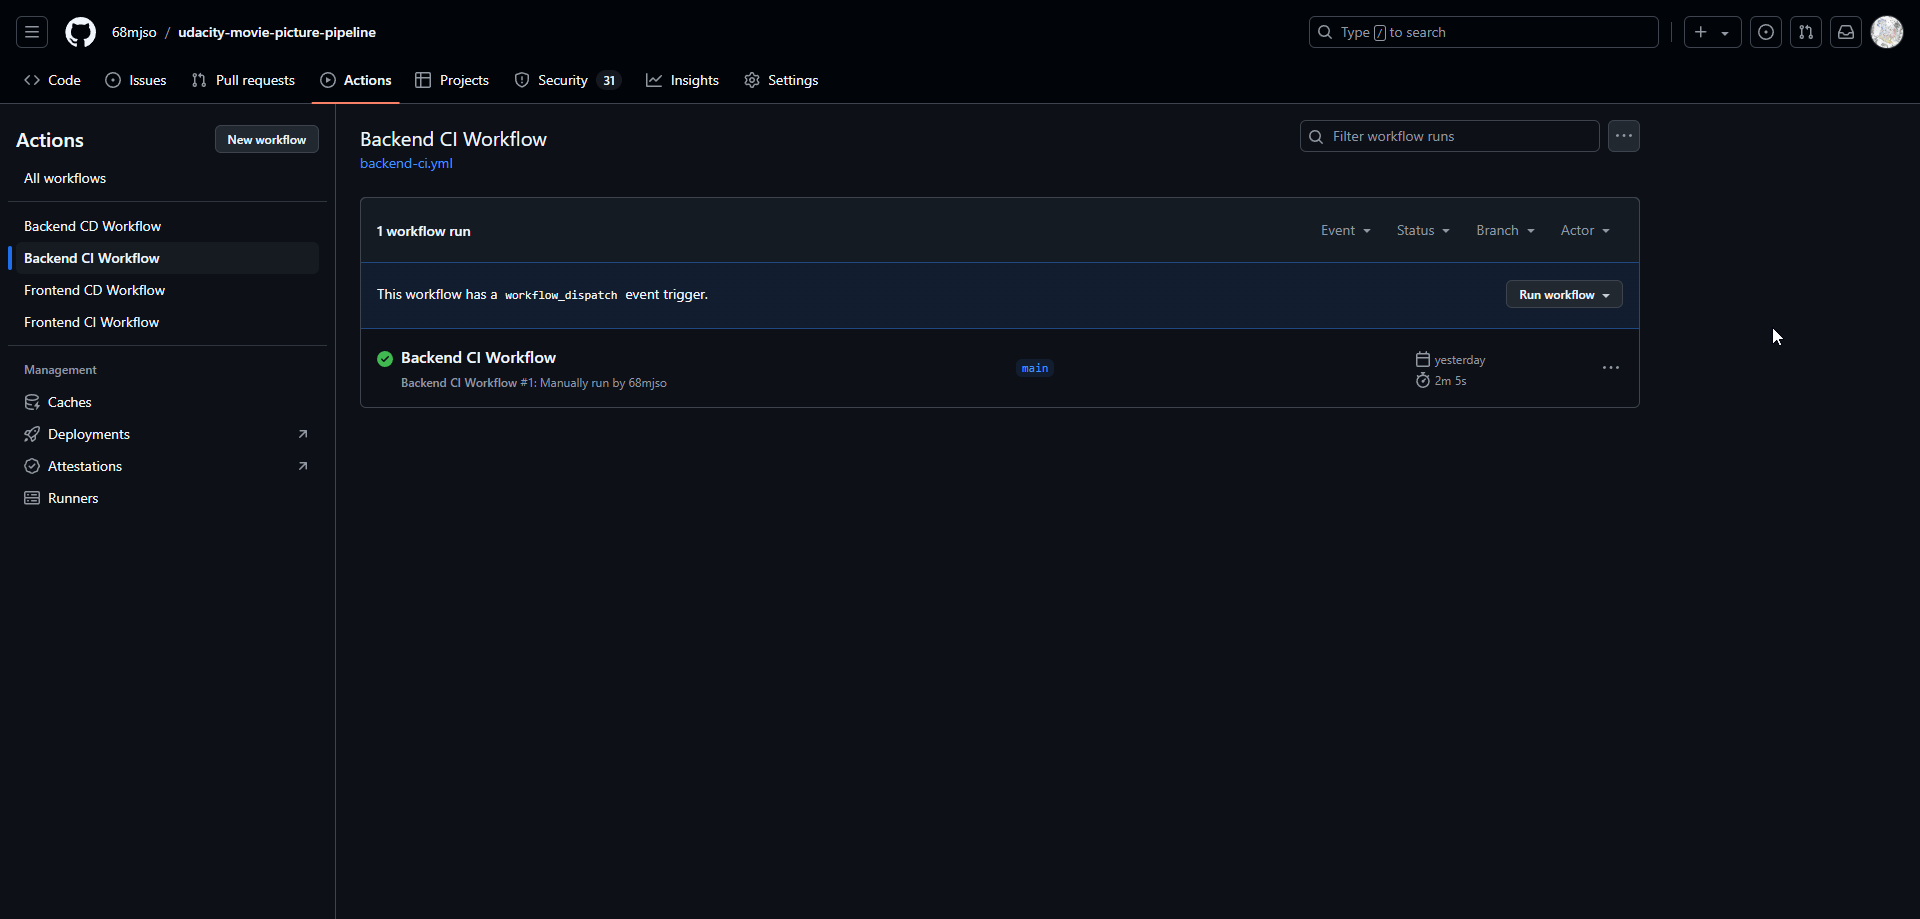 68mjso / udacity-movie-picture-pipeline
Type / to search
Code
Issues
Pull requests
Actions
Projects
Security 31
Insights
Settings
Actions
New workflow
All workflows
Backend CD Workflow
Backend CI Workflow
Frontend CD Workflow
Frontend CI Workflow
Management
Caches
Deployments
Attestations
Runners
Backend CI Workflow
backend-ci.yml
Filter workflow runs
1 workflow run
Event
Status
Branch
Actor
This workflow has a workflow_dispatch event trigger.
Run workflow
Backend CI Workflow
Backend CI Workflow #1: Manually run by 68mjso
main
yesterday
2m 5s